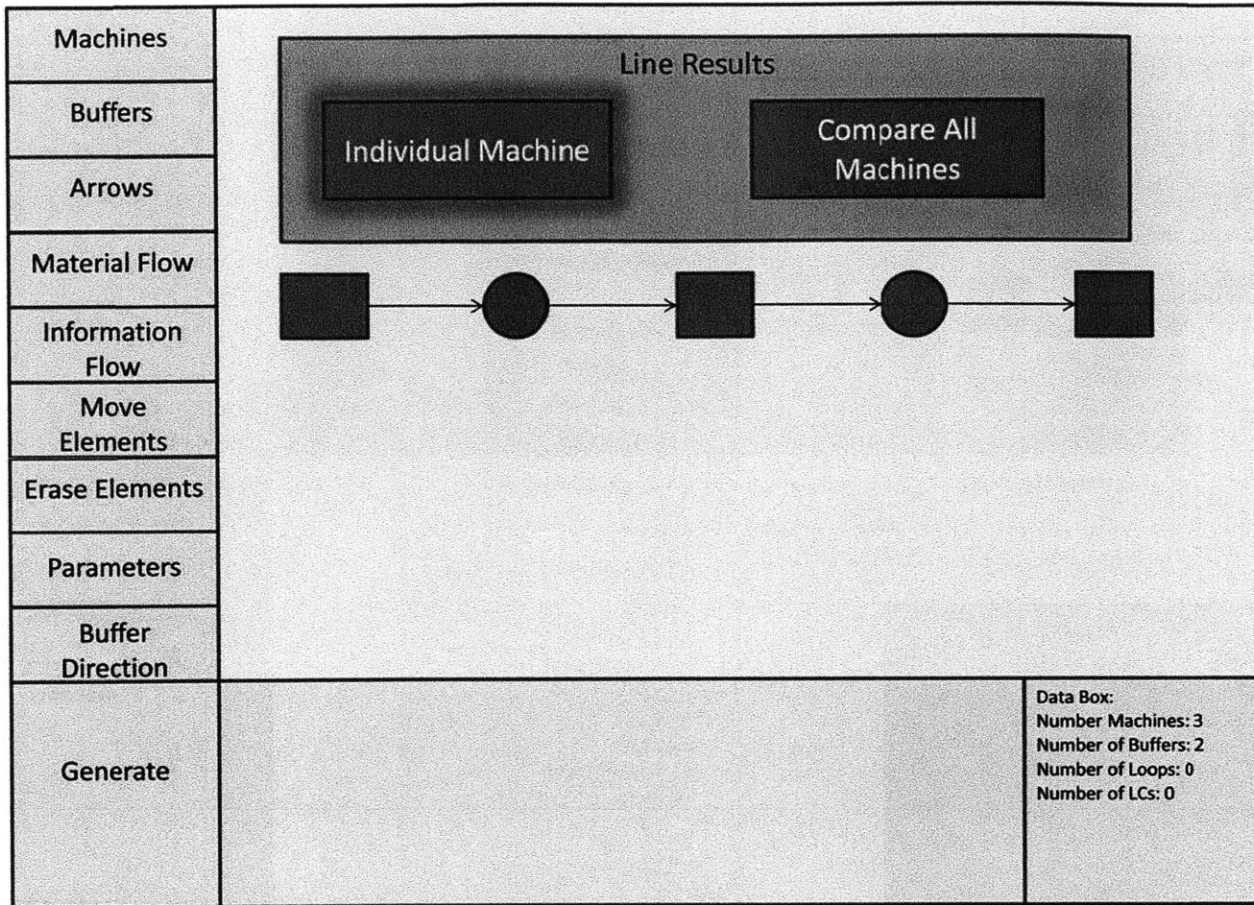 Machines
Buffers
Arrows
Material Flow
Information
Flow
Move
Elements
Erase Elements
Parameters
Buffer
Direction
Generate
Line Results
Individual Machine
Compare All
Machines
Data Box:
Number Machines: 3
Number of Buffers: 2
Number of Loops: 0
Number of LCs: 0